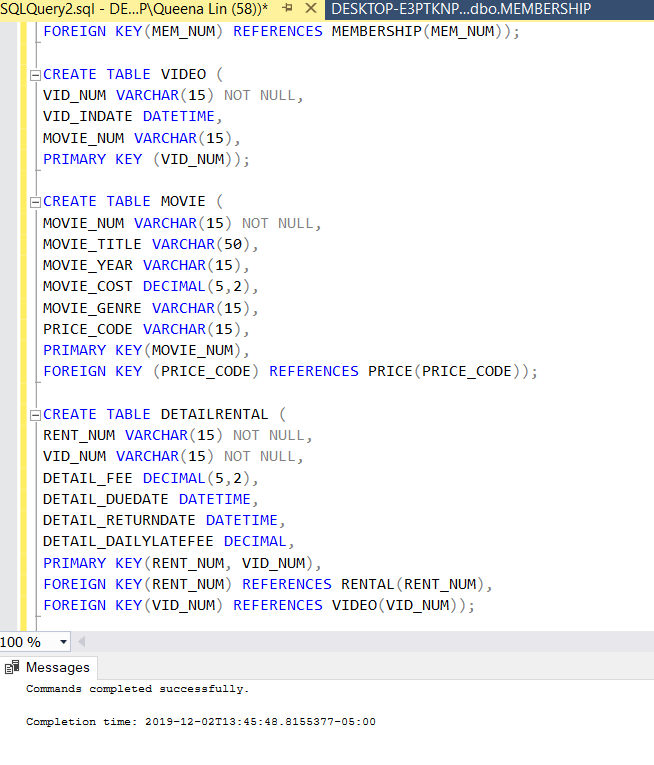 SQLQuery2.sql - DE...P\Queena Lin (58))* DESKTOP-E3PTKNP...dbo.MEMBERSHIP
FOREIGN KEY(MEM_NUM) REFERENCES MEMBERSHIP(MEM_NUM));
CREATE TABLE VIDEO (
VID_NUM VARCHAR(15) NOT NULL,
VID_INDATE DATETIME,
MOVIE_NUM VARCHAR(15),
PRIMARY KEY (VID_NUM));
CREATE TABLE MOVIE (
MOVIE_NUM VARCHAR(15) NOT NULL,
MOVIE_TITLE VARCHAR(50),
MOVIE_YEAR VARCHAR(15),
MOVIE_COST DECIMAL(5,2),
MOVIE_GENRE VARCHAR(15),
PRICE_CODE VARCHAR(15),
PRIMARY KEY(MOVIE_NUM),
FOREIGN KEY (PRICE_CODE) REFERENCES PRICE(PRICE_CODE));
CREATE TABLE DETAILRENTAL (
RENT_NUM VARCHAR(15) NOT NULL,
VID_NUM VARCHAR(15) NOT NULL,
DETAIL_FEE DECIMAL(5,2),
DETAIL_DUEDATE DATETIME,
DETAIL_RETURNDATE DATETIME,
DETAIL_DAILYLATEFEE DECIMAL,
PRIMARY KEY(RENT_NUM, VID_NUM),
FOREIGN KEY(RENT_NUM) REFERENCES RENTAL(RENT_NUM),
FOREIGN KEY(VID_NUM) REFERENCES VIDEO(VID_NUM));
100 %
Messages
Commands completed successfully.
Completion time: 2019-12-02T13:45:48.8155377-05:00